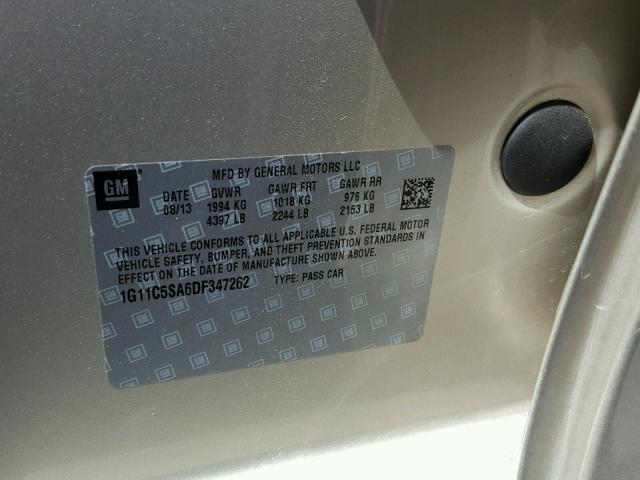 GM
MFD BY GENERAL MOTORS LLC
DATE GVWR GAWR FRT GAWR RR
08/13 1994 KG 1018 KG 976 KG
4397 LB 2244 LB 2153 LB
THIS VEHICLE CONFORMS TO ALL APPLICABLE U.S. FEDERAL MOTOR
VEHICLE SAFETY, BUMPER, AND THEFT PREVENTION STANDARDS IN
EFFECT ON THE DATE OF MANUFACTURE SHOWN ABOVE.
1G11C5SA6DF347262 TYPE: PASS CAR